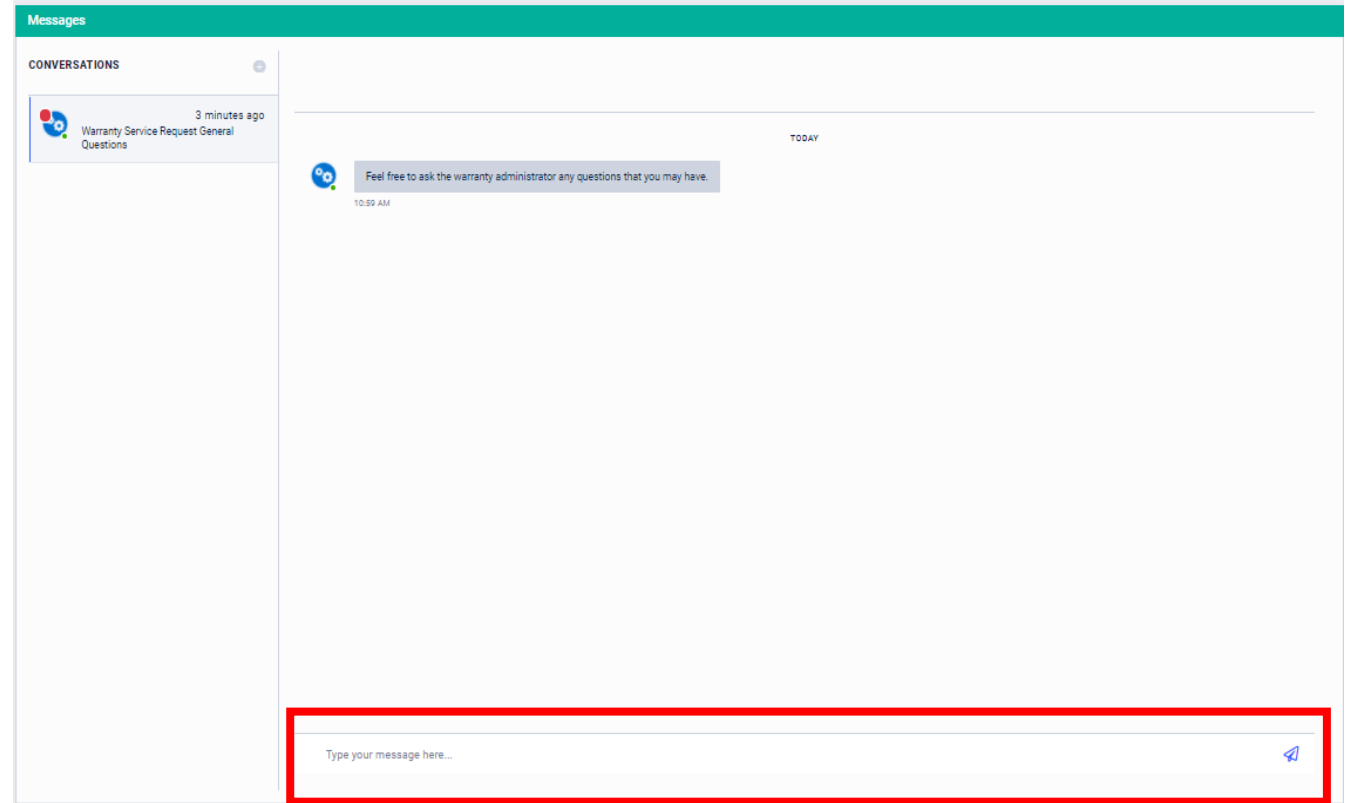 Messages
CONVERSATIONS
3 minutes ago
Warranty Service Request General
Questions
TODAY
Feel free to ask the warranty administrator any questions that you may have.
10:59 AM
Type your message here...